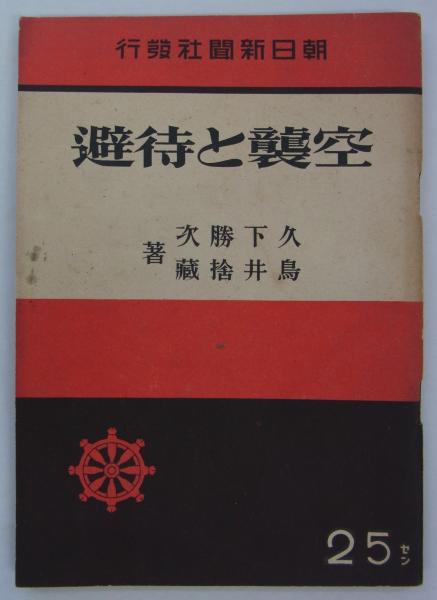 朝日新聞社發行
空襲と待避
久下勝次
鳥井捨藏
著
25セン